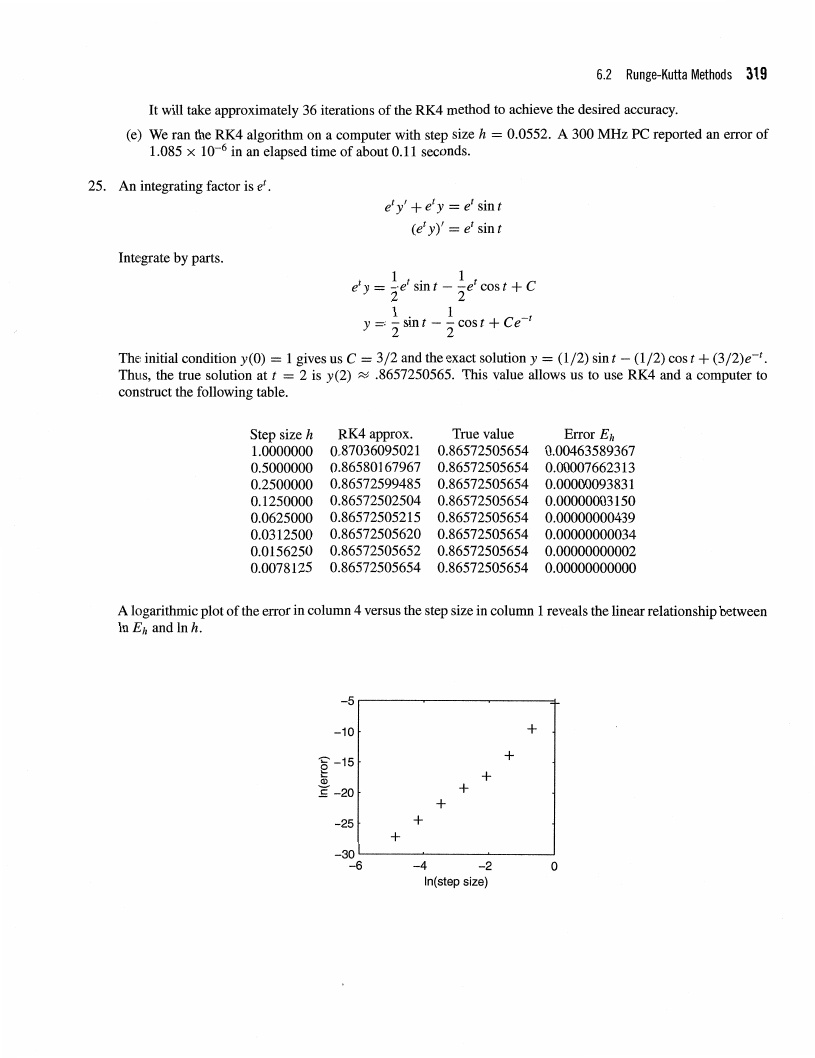 6.2 Runge-Kutta Methods 319
It will take approximately 36 iterations of the RK4 method to achieve the desired accuracy.
(e) We ran the RK4 algorithm on a computer with step size h = 0.0552. A 300 MHz PC reported an error of
1.085 × 10⁻⁶ in an elapsed time of about 0.11 seconds.
25. An integrating factor is eᵗ.
eᵗy′ + eᵗy = eᵗ sin t
(eᵗy)′ = eᵗ sin t
Integrate by parts.
eᵗy = 1/2 eᵗ sin t − 1/2 eᵗ cos t + C
y = 1/2 sin t − 1/2 cos t + Ce⁻ᵗ
The initial condition y(0) = 1 gives us C = 3/2 and the exact solution y = (1/2) sin t − (1/2) cos t + (3/2)e⁻ᵗ.
Thus, the true solution at t = 2 is y(2) ≈ .8657250565. This value allows us to use RK4 and a computer to
construct the following table.
Step size h RK4 approx. True value Error Eₕ
1.0000000 0.87036095021 0.86572505654 0.00463589367
0.5000000 0.86580167967 0.86572505654 0.00007662313
0.2500000 0.86572599485 0.86572505654 0.00000093831
0.1250000 0.86572502504 0.86572505654 0.00000003150
0.0625000 0.86572505215 0.86572505654 0.00000000439
0.0312500 0.86572505620 0.86572505654 0.00000000034
0.0156250 0.86572505652 0.86572505654 0.00000000002
0.0078125 0.86572505654 0.86572505654 0.00000000000
A logarithmic plot of the error in column 4 versus the step size in column 1 reveals the linear relationship between
ln Eₕ and ln h.
−5
−10
−15
ln(error)
−20
−25
−30
−6 −4 −2 0
ln(step size)